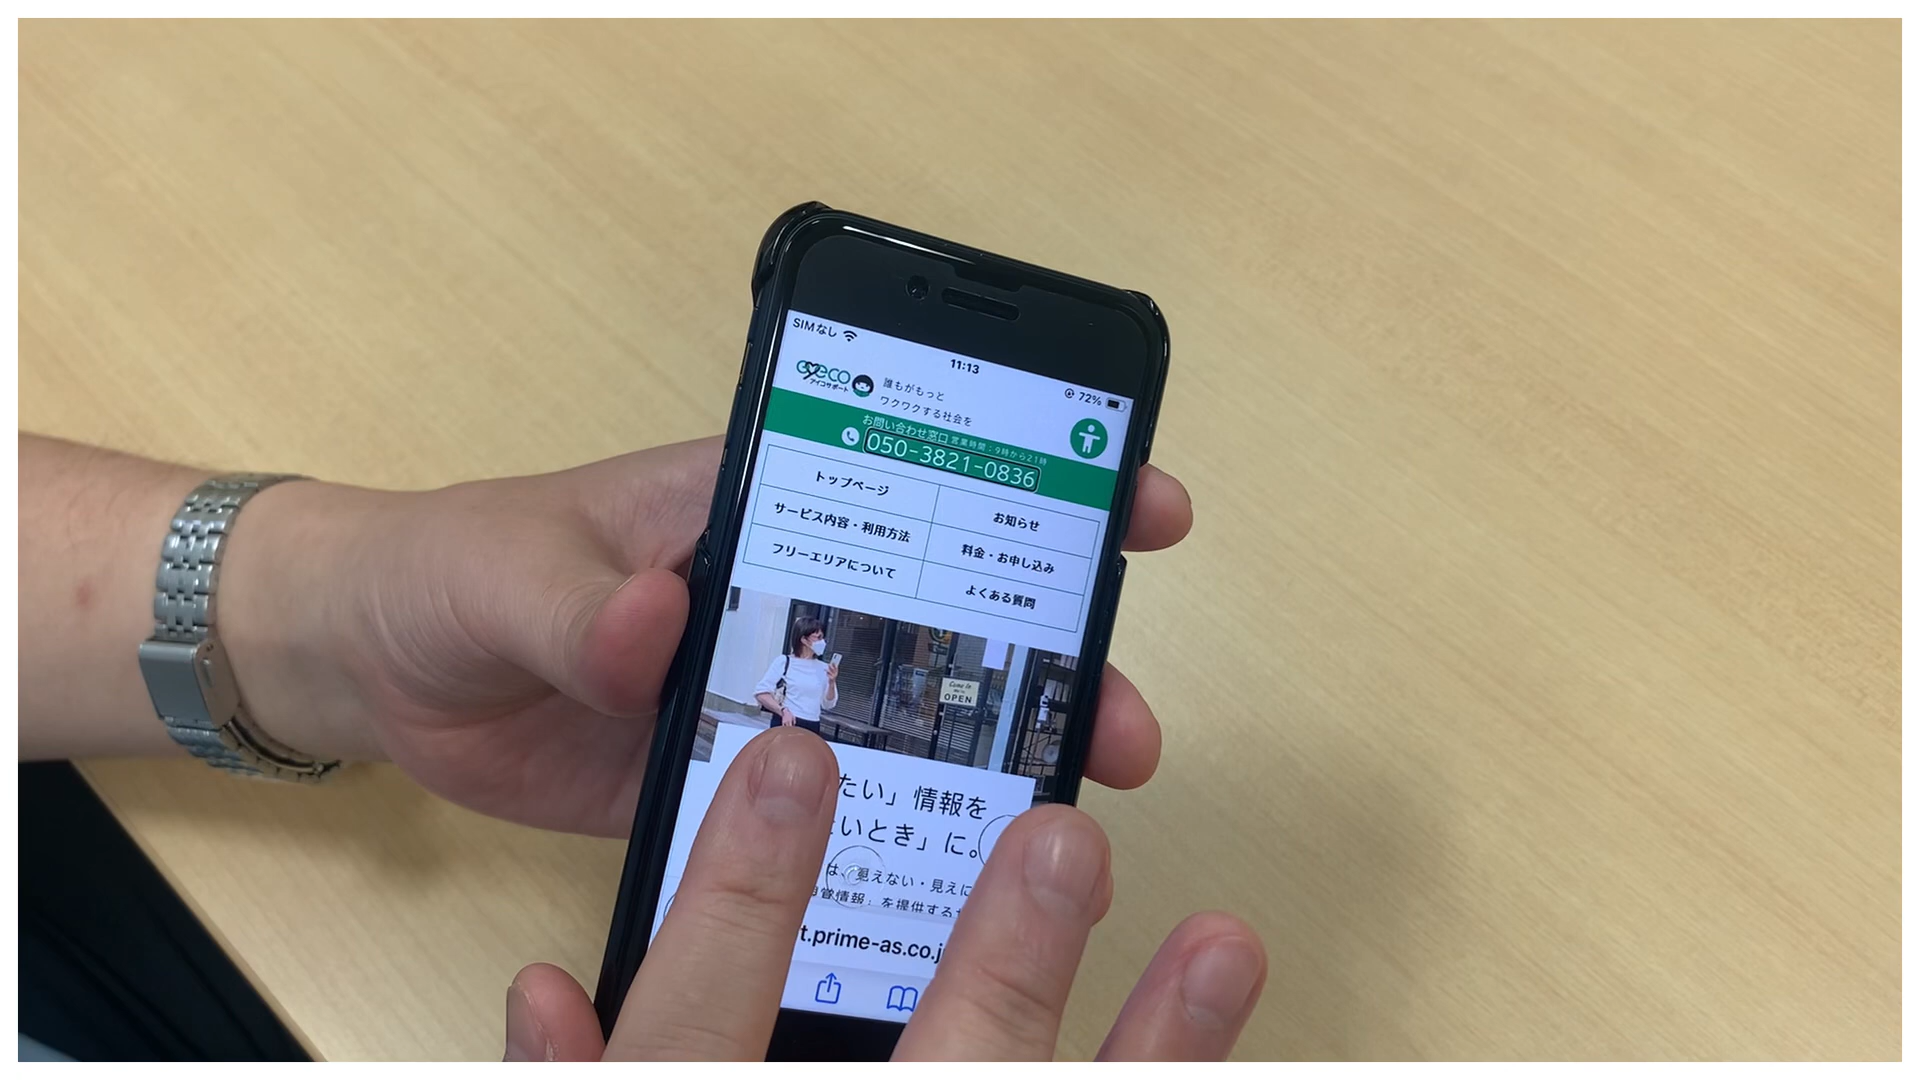 SIMなし
11:13
72%
eyeco
アイコサポート
誰もがもっと
ワクワクする社会を
お問い合わせ窓口 営業時間：9時から21時
050-3821-0836
トップページ
お知らせ
サービス内容・利用方法
料金・お申し込み
フリーエリアについて
よくある質問
Come In
OPEN
たい」情報を
いとき」に。
は、見えない・見えに
を提供する
t.prime-as.co.j